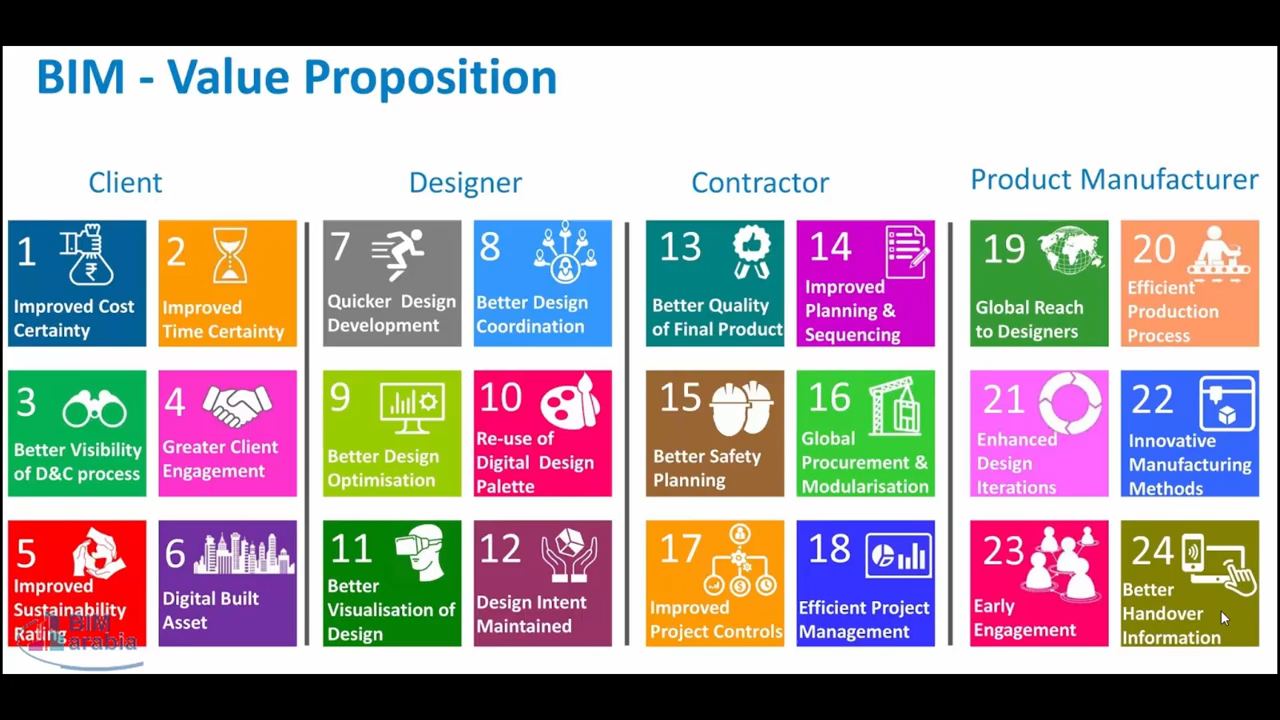 BIM - Value Proposition
Client
Designer
Contractor
Product Manufacturer
1
Improved Cost
Certainty
2
Improved
Time Certainty
3
Better Visibility
of D&C process
4
Greater Client
Engagement
5
Improved
Sustainability
Rating
6
Digital Built
Asset
7
Quicker Design
Development
8
Better Design
Coordination
9
Better Design
Optimisation
10
Re-use of
Digital Design
Palette
11
Better
Visualisation of
Design
12
Design Intent
Maintained
13
Better Quality
of Final Product
14
Improved
Planning &
Sequencing
15
Better Safety
Planning
16
Global
Procurement &
Modularisation
17
Improved
Project Controls
18
Efficient Project
Management
19
Global Reach
to Designers
20
Efficient
Production
Process
21
Enhanced
Design
Iterations
22
Innovative
Manufacturing
Methods
23
Early
Engagement
24
Better
Handover
Information
BIM
arabia